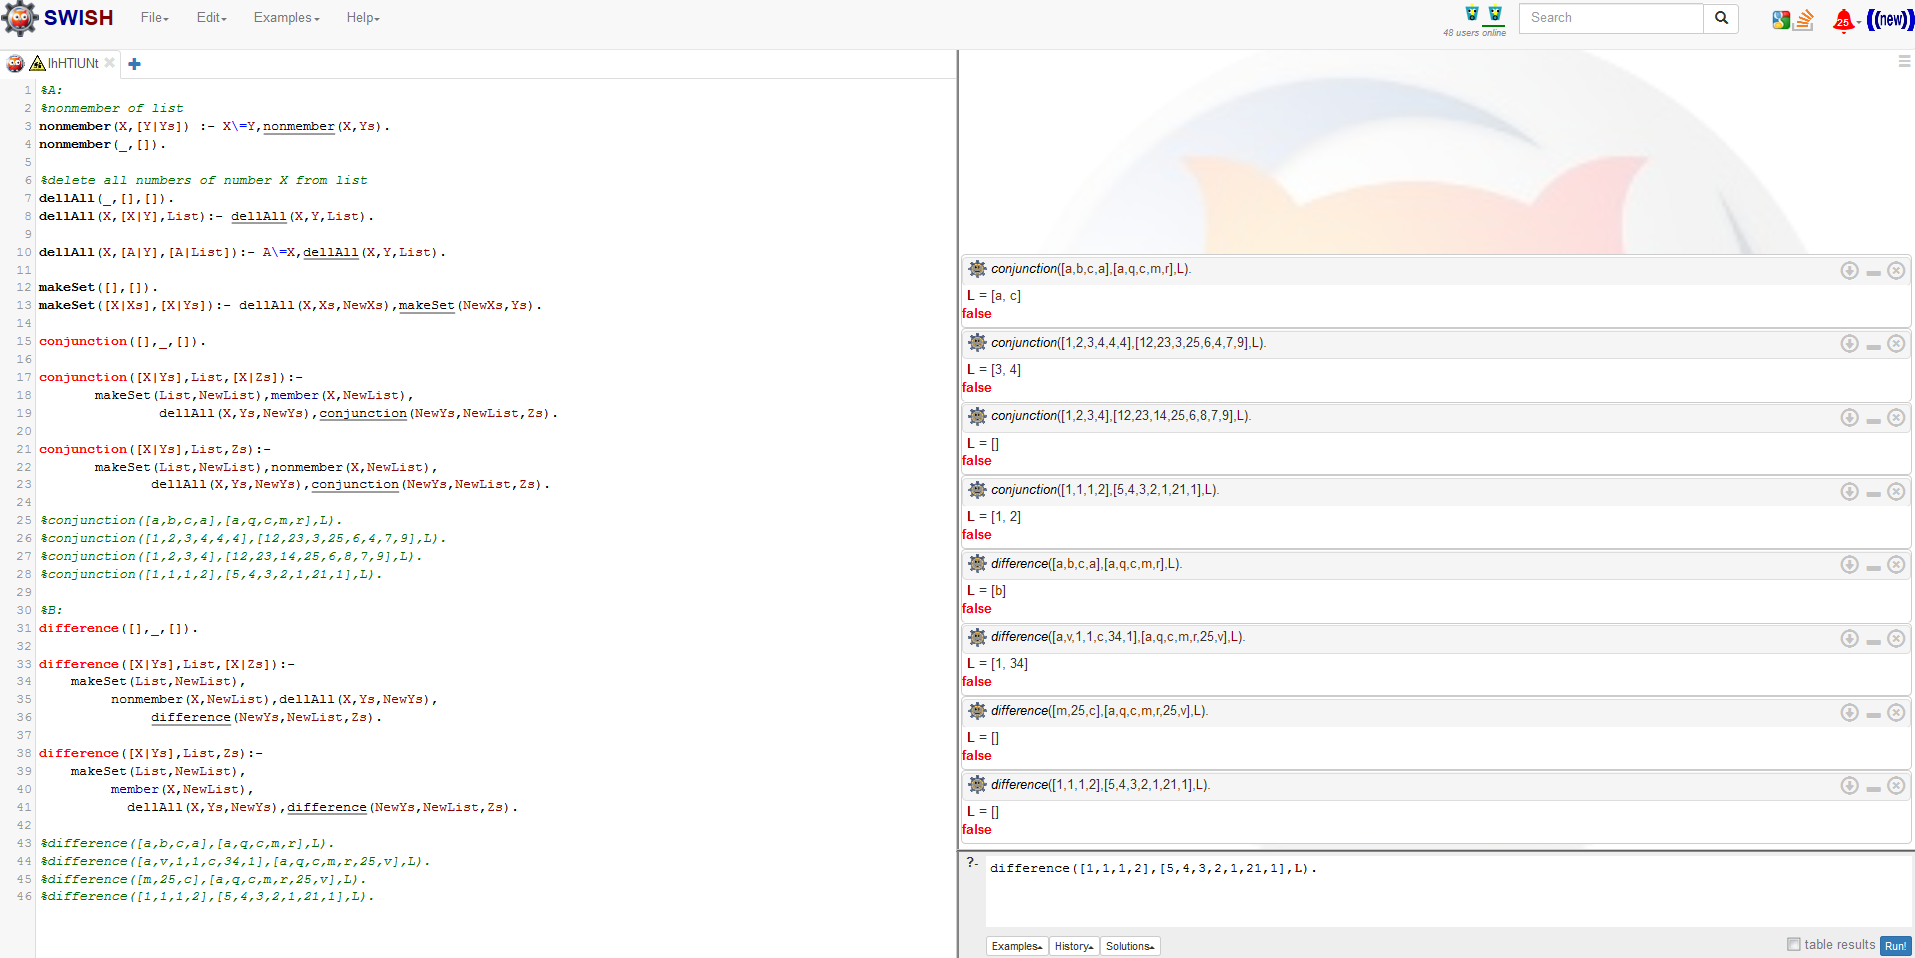 SWISH File Edit Examples Help 48 users online Search 25 ((new))
lhHTIUNt
1 %A:
2 %nonmember of list
3 nonmember(X,[Y|Ys]) :- X\=Y,nonmember(X,Ys).
4 nonmember(_,[]).
5
6 %delete all numbers of number X from list
7 dellAll(_,[],[]).
8 dellAll(X,[X|Y],List):- dellAll(X,Y,List).
9
10 dellAll(X,[A|Y],[A|List]):- A\=X,dellAll(X,Y,List).
11
12 makeSet([],[]).
13 makeSet([X|Xs],[X|Ys]):- dellAll(X,Xs,NewXs),makeSet(NewXs,Ys).
14
15 conjunction([],_,[]).
16
17 conjunction([X|Ys],List,[X|Zs]):-
18 makeSet(List,NewList),member(X,NewList),
19 dellAll(X,Ys,NewYs),conjunction(NewYs,NewList,Zs).
20
21 conjunction([X|Ys],List,Zs):-
22 makeSet(List,NewList),nonmember(X,NewList),
23 dellAll(X,Ys,NewYs),conjunction(NewYs,NewList,Zs).
24
25 %conjunction([a,b,c,a],[a,q,c,m,r],L).
26 %conjunction([1,2,3,4,4,4],[12,23,3,25,6,4,7,9],L).
27 %conjunction([1,2,3,4],[12,23,14,25,6,8,7,9],L).
28 %conjunction([1,1,1,2],[5,4,3,2,1,21,1],L).
29
30 %B:
31 difference([],_,[]).
32
33 difference([X|Ys],List,[X|Zs]):-
34 makeSet(List,NewList),
35 nonmember(X,NewList),dellAll(X,Ys,NewYs),
36 difference(NewYs,NewList,Zs).
37
38 difference([X|Ys],List,Zs):-
39 makeSet(List,NewList),
40 member(X,NewList),
41 dellAll(X,Ys,NewYs),difference(NewYs,NewList,Zs).
42
43 %difference([a,b,c,a],[a,q,c,m,r],L).
44 %difference([a,v,1,1,c,34,1],[a,q,c,m,r,25,v],L).
45 %difference([m,25,c],[a,q,c,m,r,25,v],L).
46 %difference([1,1,1,2],[5,4,3,2,1,21,1],L).
conjunction([a,b,c,a],[a,q,c,m,r],L).
L = [a, c]
false
conjunction([1,2,3,4,4,4],[12,23,3,25,6,4,7,9],L).
L = [3, 4]
false
conjunction([1,2,3,4],[12,23,14,25,6,8,7,9],L).
L = []
false
conjunction([1,1,1,2],[5,4,3,2,1,21,1],L).
L = [1, 2]
false
difference([a,b,c,a],[a,q,c,m,r],L).
L = [b]
false
difference([a,v,1,1,c,34,1],[a,q,c,m,r,25,v],L).
L = [1, 34]
false
difference([m,25,c],[a,q,c,m,r,25,v],L).
L = []
false
difference([1,1,1,2],[5,4,3,2,1,21,1],L).
L = []
false
?- difference([1,1,1,2],[5,4,3,2,1,21,1],L).
Examples History Solutions table results Run!